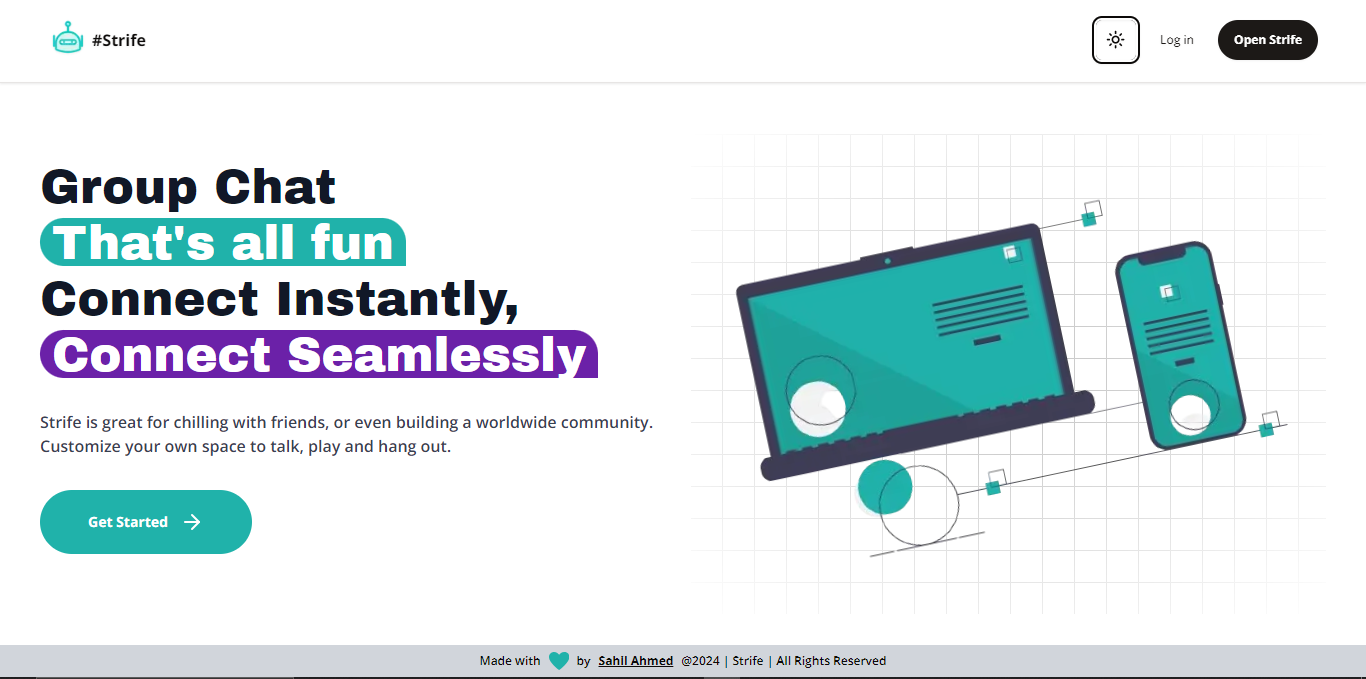 #Strife
Log in
Open Strife
Group Chat
That's all fun
Connect Instantly,
Connect Seamlessly
Strife is great for chilling with friends, or even building a worldwide community.
Customize your own space to talk, play and hang out.
Get Started
Made with by Sahil Ahmed @2024 | Strife | All Rights Reserved